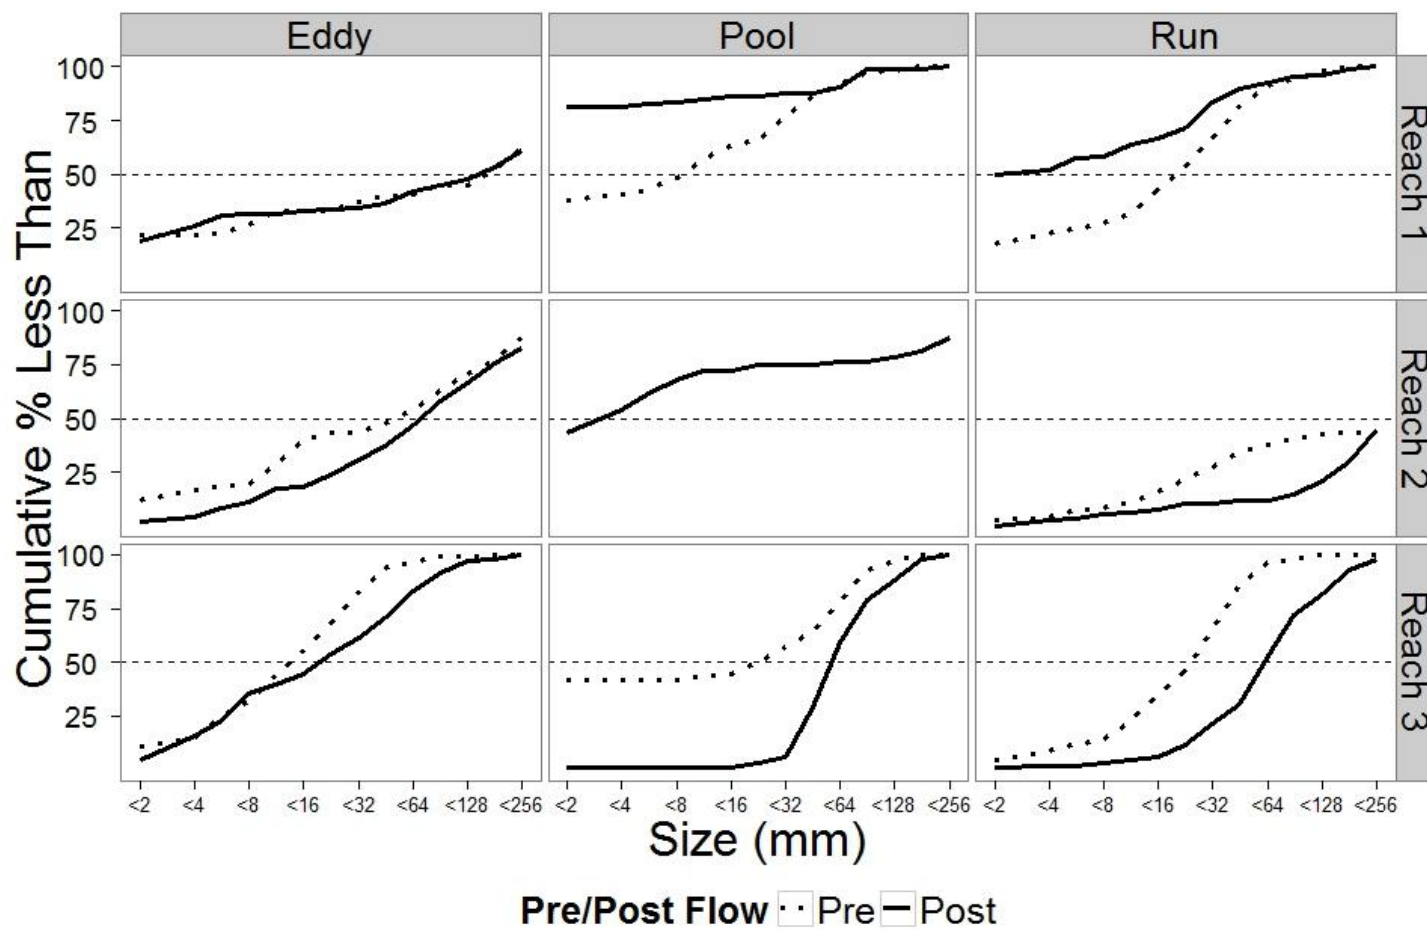 Eddy Pool Run
100
75
50
25
Reach 1
100
75
50
25
Reach 2
100
75
50
25
Reach 3
Cumulative % Less Than
<2 <4 <8 <16 <32 <64 <128 <256 <2 <4 <8 <16 <32 <64 <128 <256 <2 <4 <8 <16 <32 <64 <128 <256
Size (mm)
Pre/Post Flow Pre Post